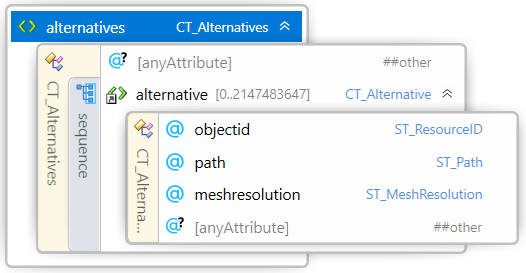 alternatives CT_Alternatives
CT_Alternatives
sequence
[anyAttribute] ##other
alternative [0..2147483647] CT_Alternative
CT_Alterna...
objectid ST_ResourceID
path ST_Path
meshresolution ST_MeshResolution
[anyAttribute] ##other